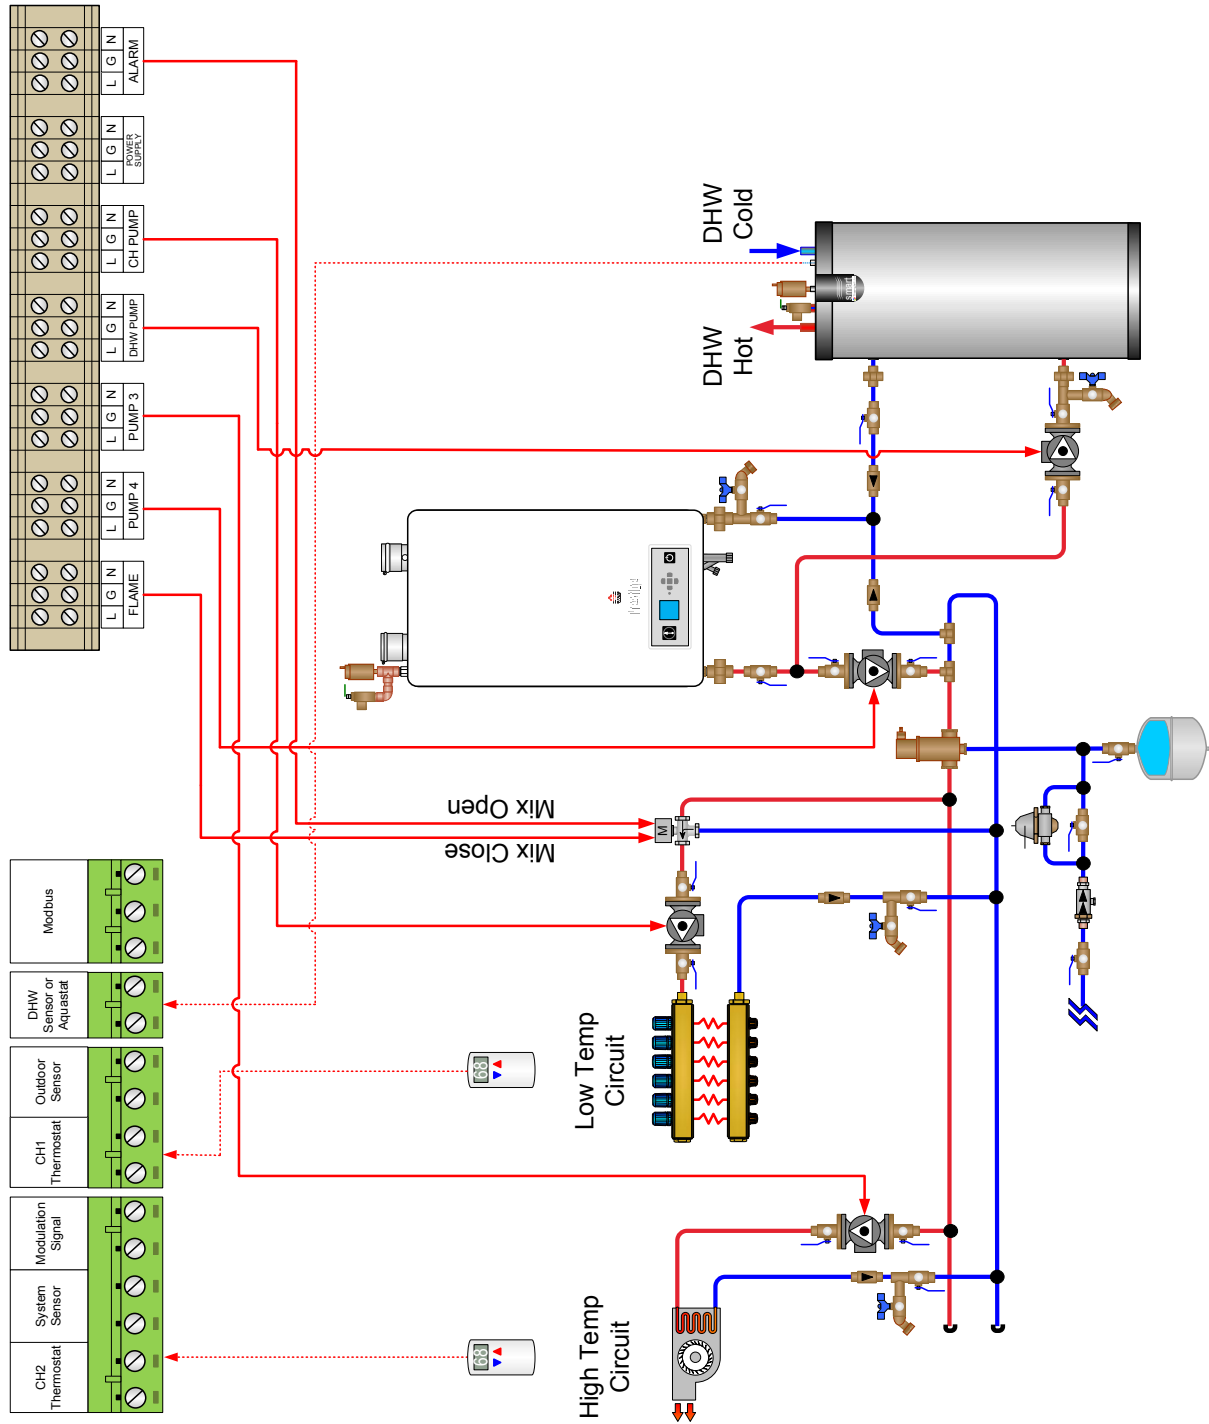 L G N
ALARM
L G N
POWER
SUPPLY
L G N
CH PUMP
L G N
DHW PUMP
L G N
PUMP 3
L G N
PUMP 4
L G N
FLAME
Modbus
DHW
Sensor or
Aquastat
Outdoor
Sensor
CH1
Thermostat
Modulation
Signal
System
Sensor
CH2
Thermostat
DHW
Cold
DHW
Hot
smart
Mix Open
Mix Close
M
68
68
Low Temp
Circuit
High Temp
Circuit